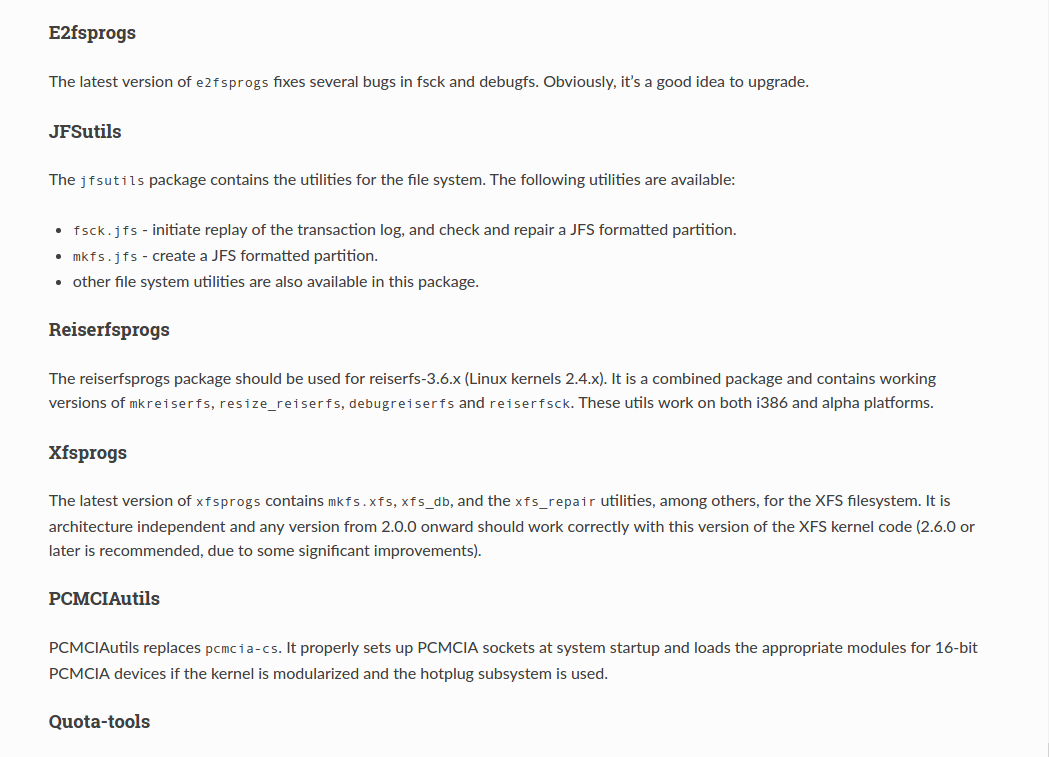 E2fsprogs
The latest version of e2fsprogs fixes several bugs in fsck and debugfs. Obviously, it’s a good idea to upgrade.
JFSutils
The jfsutils package contains the utilities for the file system. The following utilities are available:
• fsck.jfs - initiate replay of the transaction log, and check and repair a JFS formatted partition.
• mkfs.jfs - create a JFS formatted partition.
• other file system utilities are also available in this package.
Reiserfsprogs
The reiserfsprogs package should be used for reiserfs-3.6.x (Linux kernels 2.4.x). It is a combined package and contains working
versions of mkreiserfs, resize_reiserfs, debugreiserfs and reiserfsck. These utils work on both i386 and alpha platforms.
Xfsprogs
The latest version of xfsprogs contains mkfs.xfs, xfs_db, and the xfs_repair utilities, among others, for the XFS filesystem. It is
architecture independent and any version from 2.0.0 onward should work correctly with this version of the XFS kernel code (2.6.0 or
later is recommended, due to some significant improvements).
PCMCIAutils
PCMCIAutils replaces pcmcia-cs. It properly sets up PCMCIA sockets at system startup and loads the appropriate modules for 16-bit
PCMCIA devices if the kernel is modularized and the hotplug subsystem is used.
Quota-tools